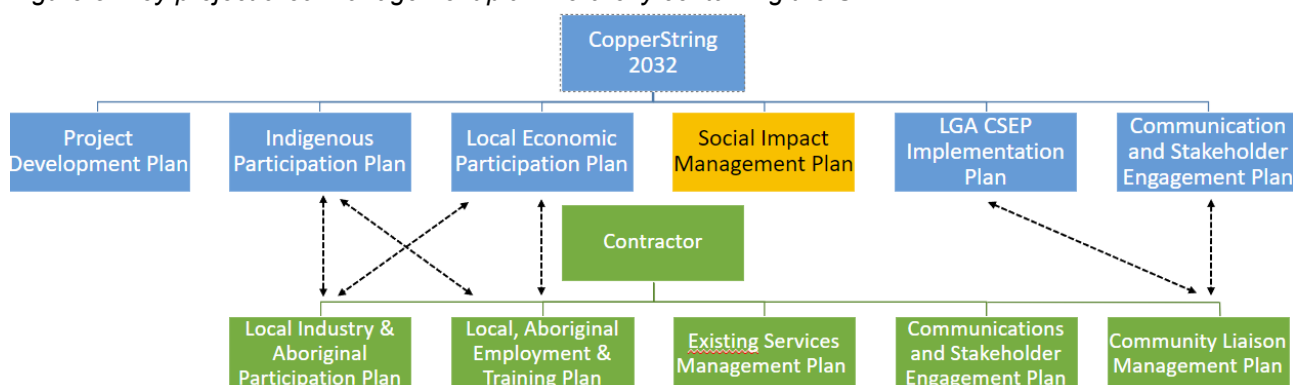 CopperString
2032
Project
Development Plan
Indigenous
Participation Plan
Local Economic
Participation Plan
Social Impact
Management Plan
LGA CSEP
Implementation
Plan
Communication
and Stakeholder
Engagement Plan
Contractor
Local Industry &
Aboriginal
Participation Plan
Local, Aboriginal
Employment &
Training Plan
Existing Services
Management Plan
Communications
and Stakeholder
Engagement Plan
Community Liaison
Management Plan